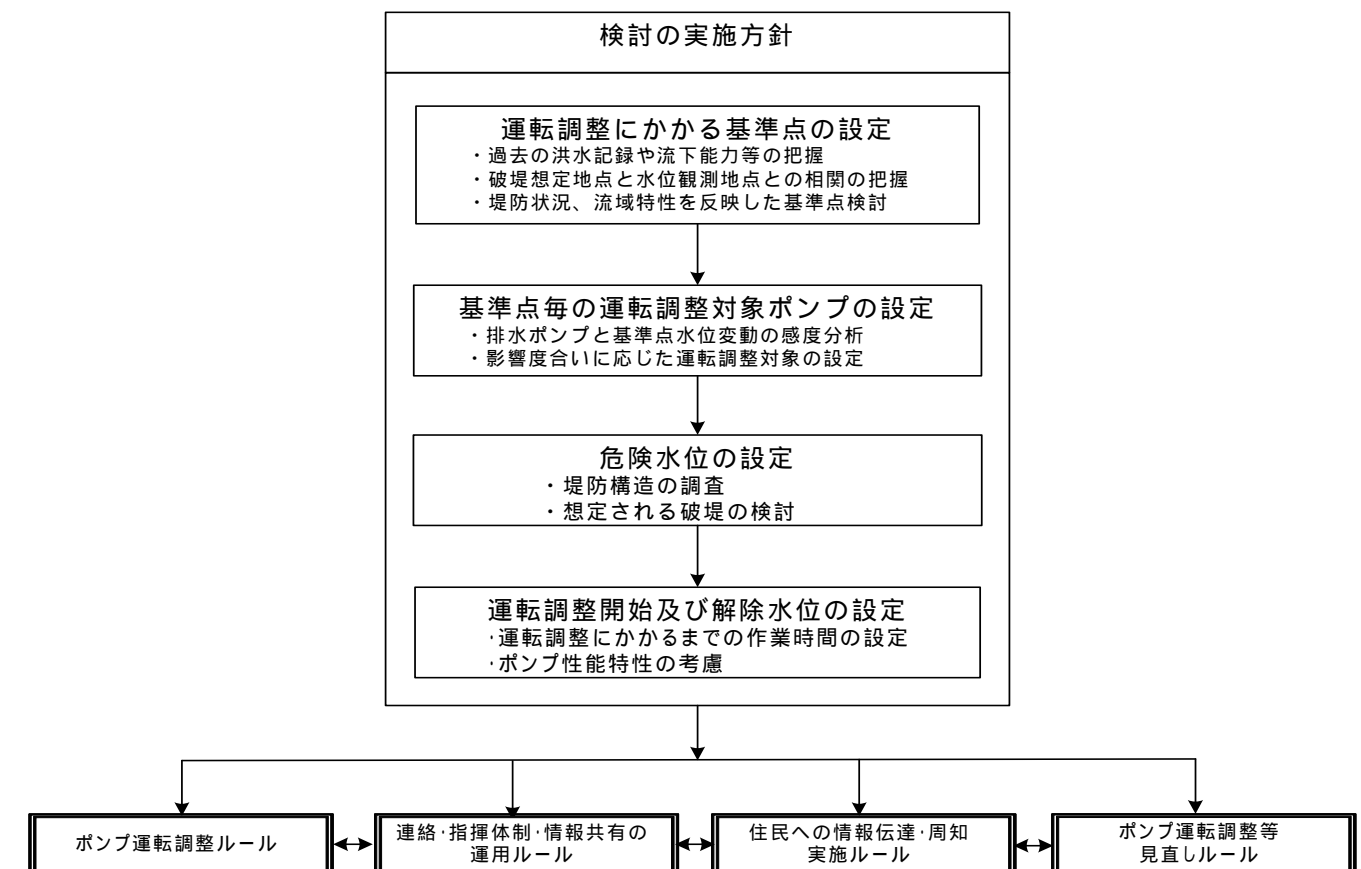 検討の実施方針
運転調整にかかる基準点の設定
・過去の洪水記録や流下能力等の把握
・破堤想定地点と水位観測地点との相関の把握
・堤防状況、流域特性を反映した基準点検討
基準点毎の運転調整対象ポンプの設定
・排水ポンプと基準点水位変動の感度分析
・影響度合いに応じた運転調整対象の設定
危険水位の設定
・堤防構造の調査
・想定される破堤の検討
運転調整開始及び解除水位の設定
・運転調整にかかるまでの作業時間の設定
・ポンプ性能特性の考慮
ポンプ運転調整ルール
連絡・指揮体制・情報共有の
運用ルール
住民への情報伝達・周知
実施ルール
ポンプ運転調整等
見直しルール